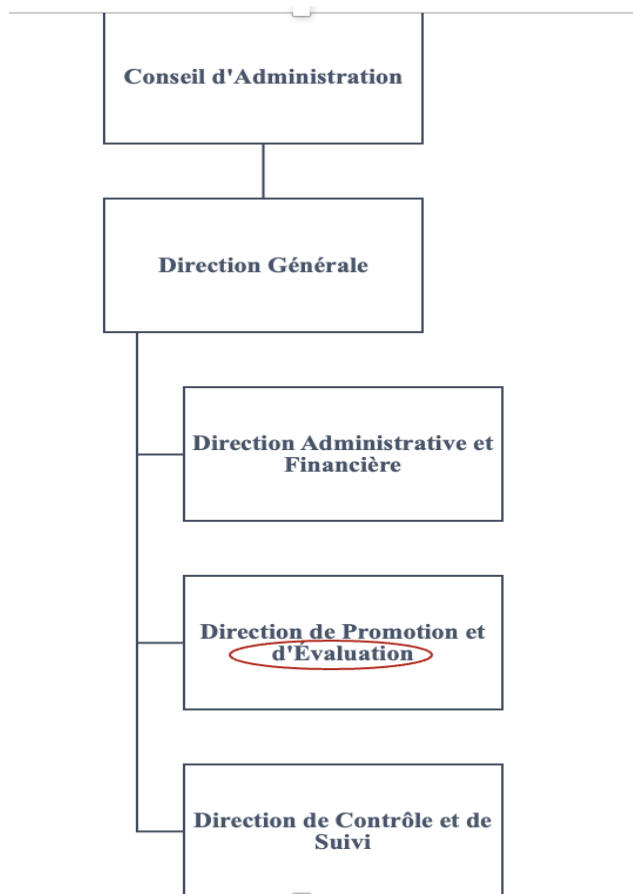 Conseil d'Administration
Direction Générale
Direction Administrative et
Financière
Direction de Promotion et
d'Évaluation
Direction de Contrôle et de
Suivi